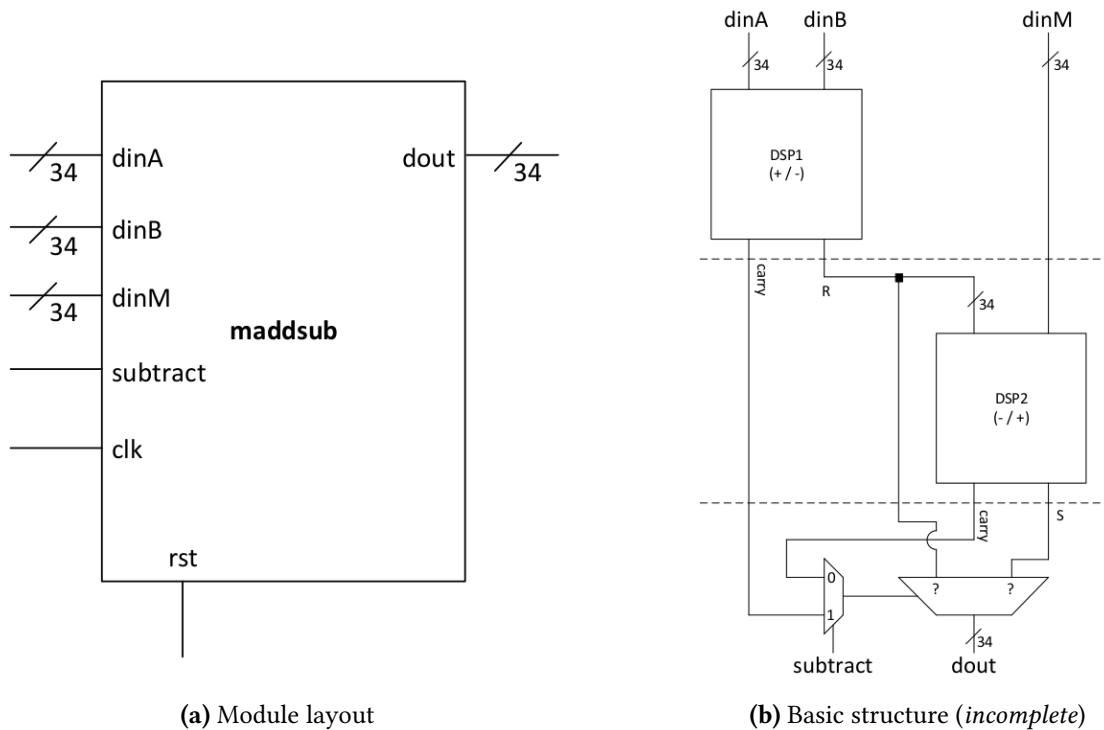 dinA
34
dinB
34
dinM
34
subtract
clk
rst
maddsub
dout
34
(a) Module layout
dinA
dinB
dinM
34
34
34
DSP1
(+ / -)
carry
R
34
DSP2
(- / +)
carry
S
0
1
?
?
34
subtract
dout
(b) Basic structure (incomplete)